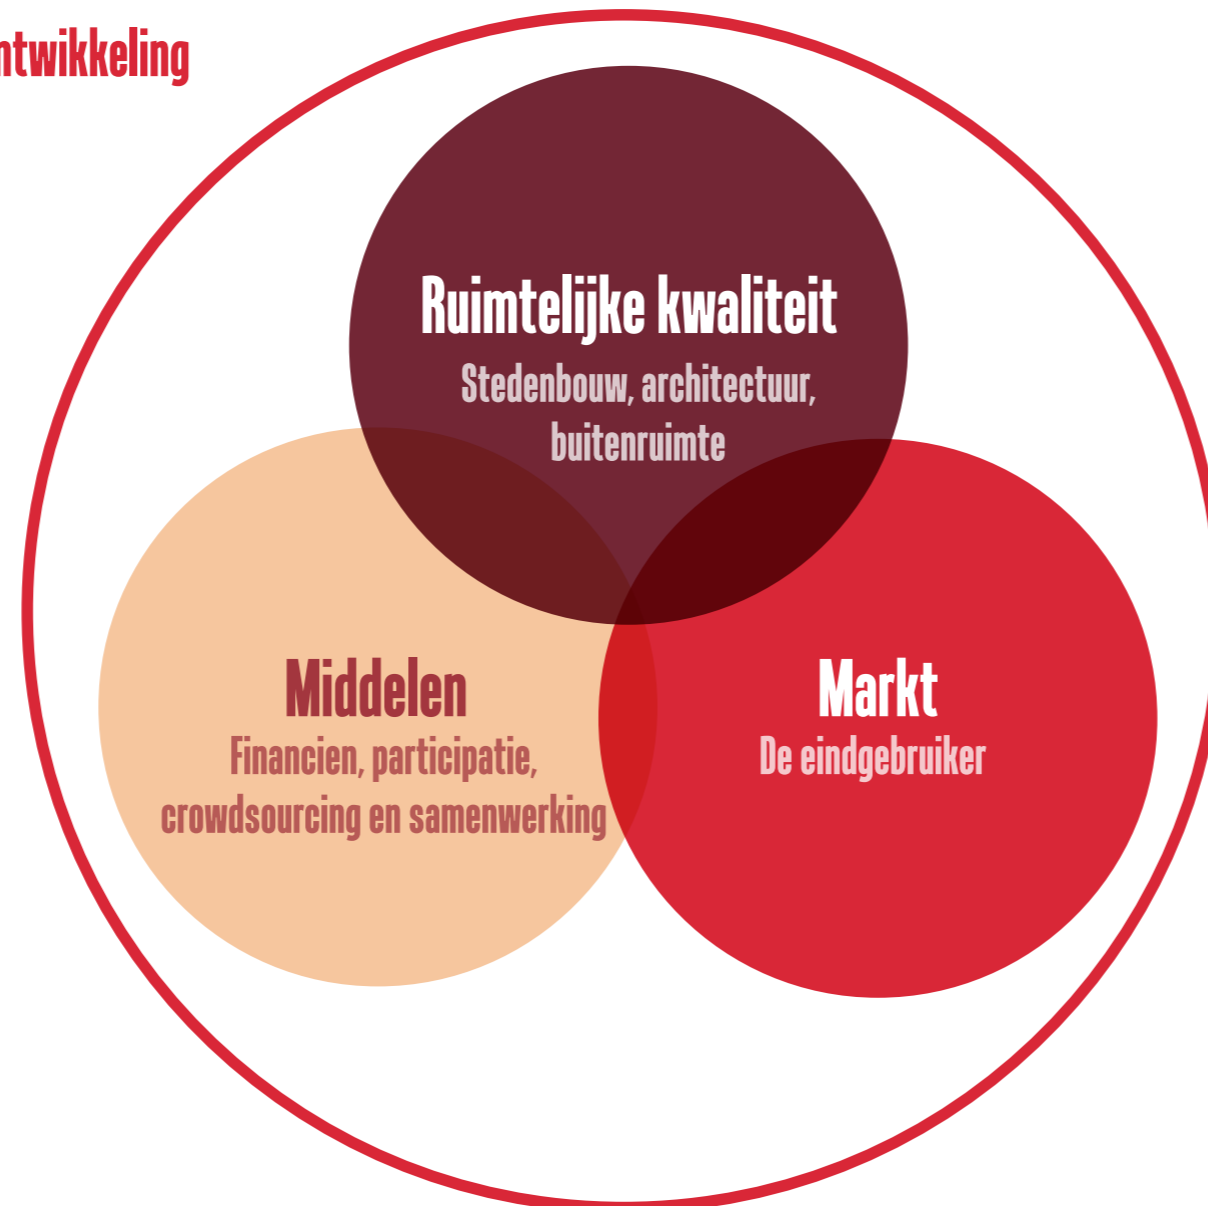 ntwikkeling
Ruimtelijke kwaliteit
Stedenbouw, architectuur,
buitenruimte
Middelen
Financien, participatie,
crowdsourcing en samenwerking
Markt
De eindgebruiker